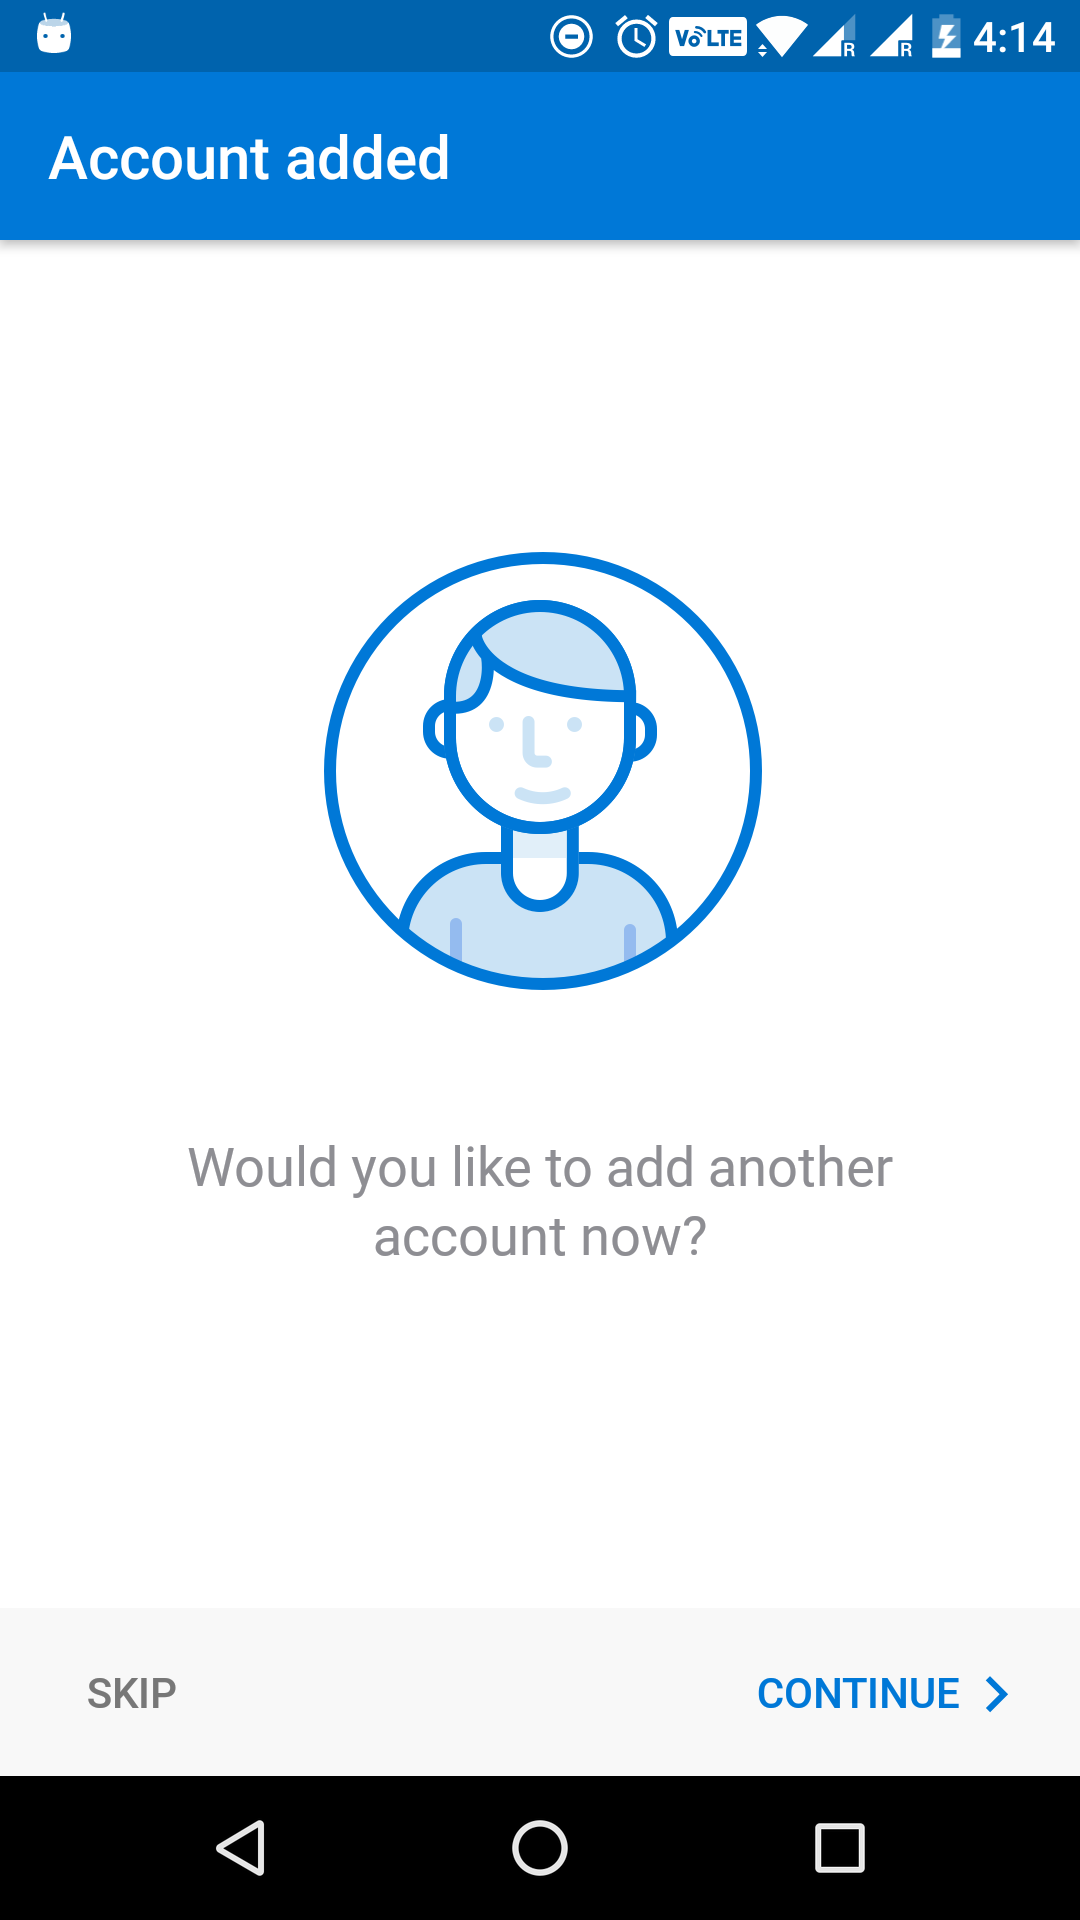 VoLTE R R 4:14
Account added
Would you like to add another
account now?
SKIP CONTINUE